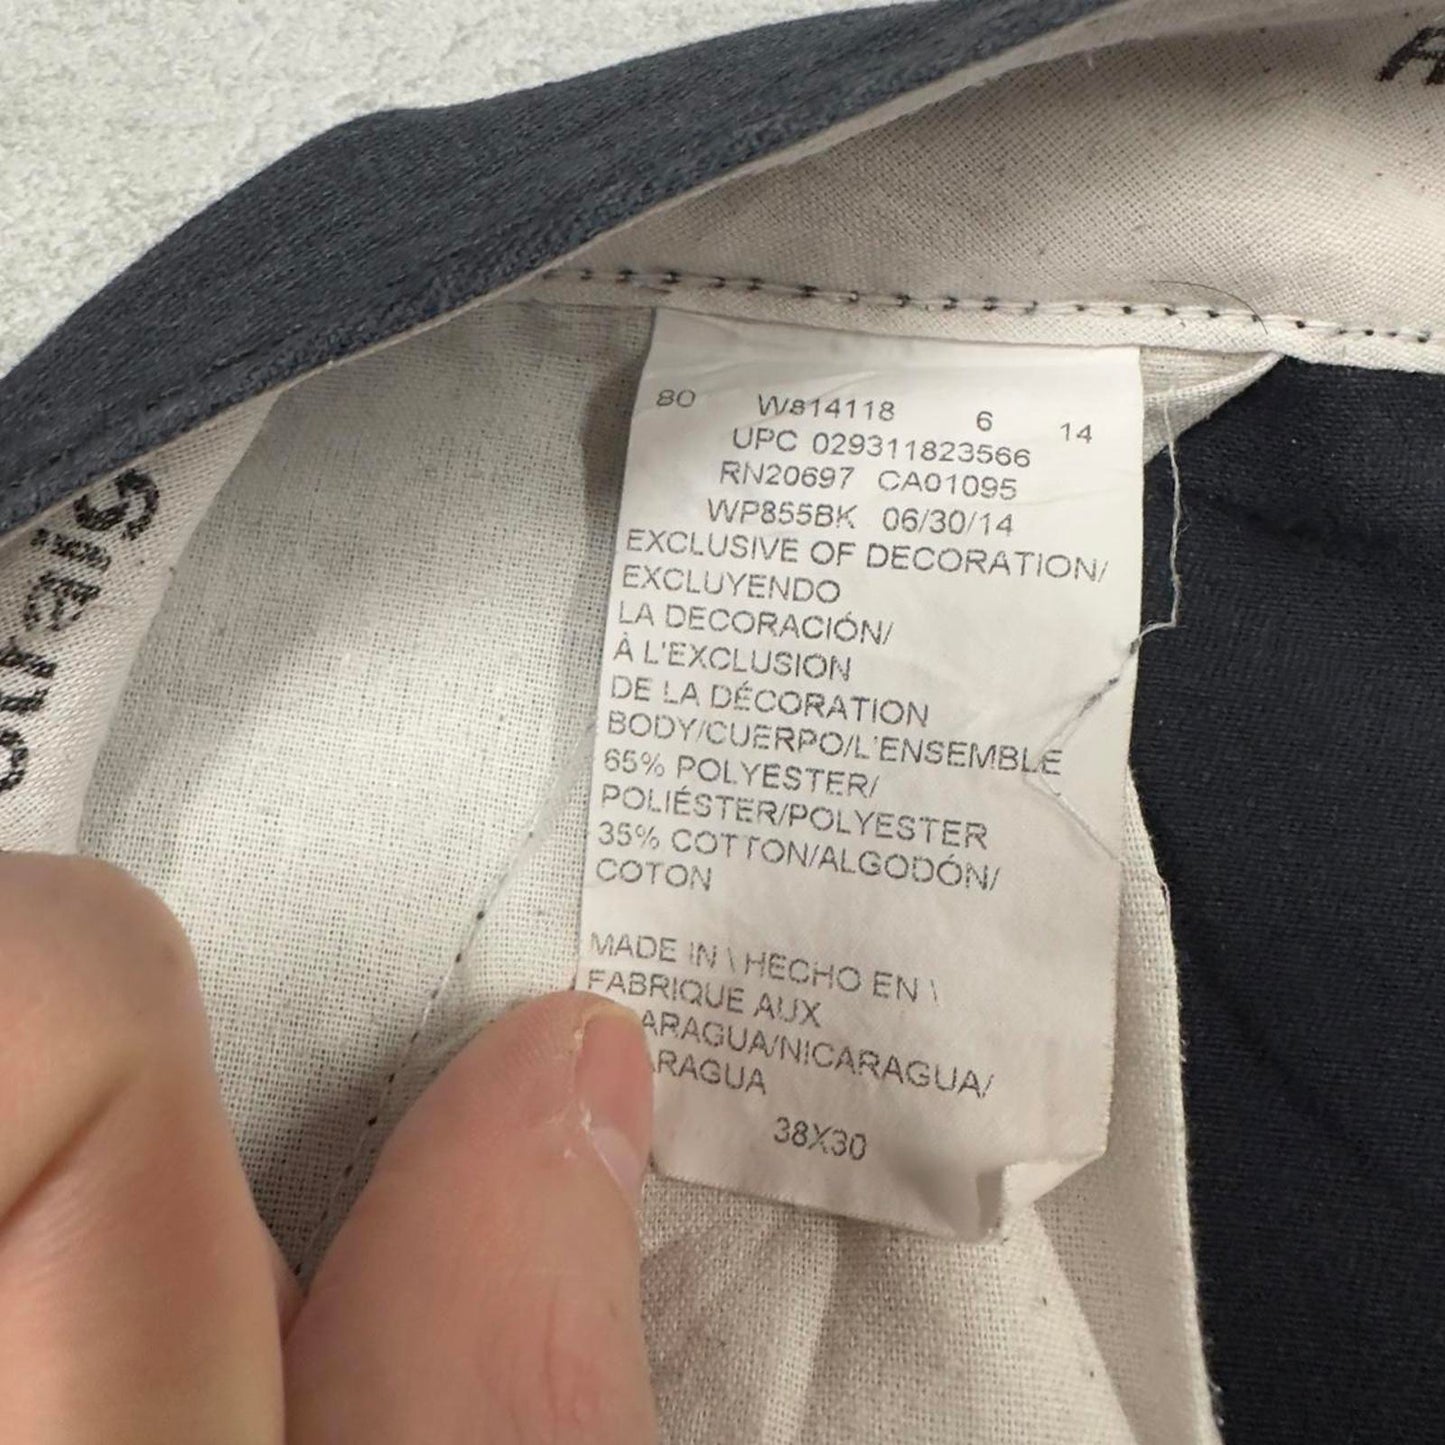 80 W814118 6 14
UPC 029311823566
RN20697 CA01095
WP855BK 06/30/14
EXCLUSIVE OF DECORATION/
EXCLUYENDO
LA DECORACIÓN/
À L'EXCLUSION
DE LA DÉCORATION
BODY/CUERPO/L'ENSEMBLE
65% POLYESTER/
POLIÉSTER/POLYESTER
35% COTTON/ALGODÓN/
COTON
MADE IN \ HECHO EN \
FABRIQUE AUX
ARAGUA/NICARAGUA/
ARAGUA
38X30